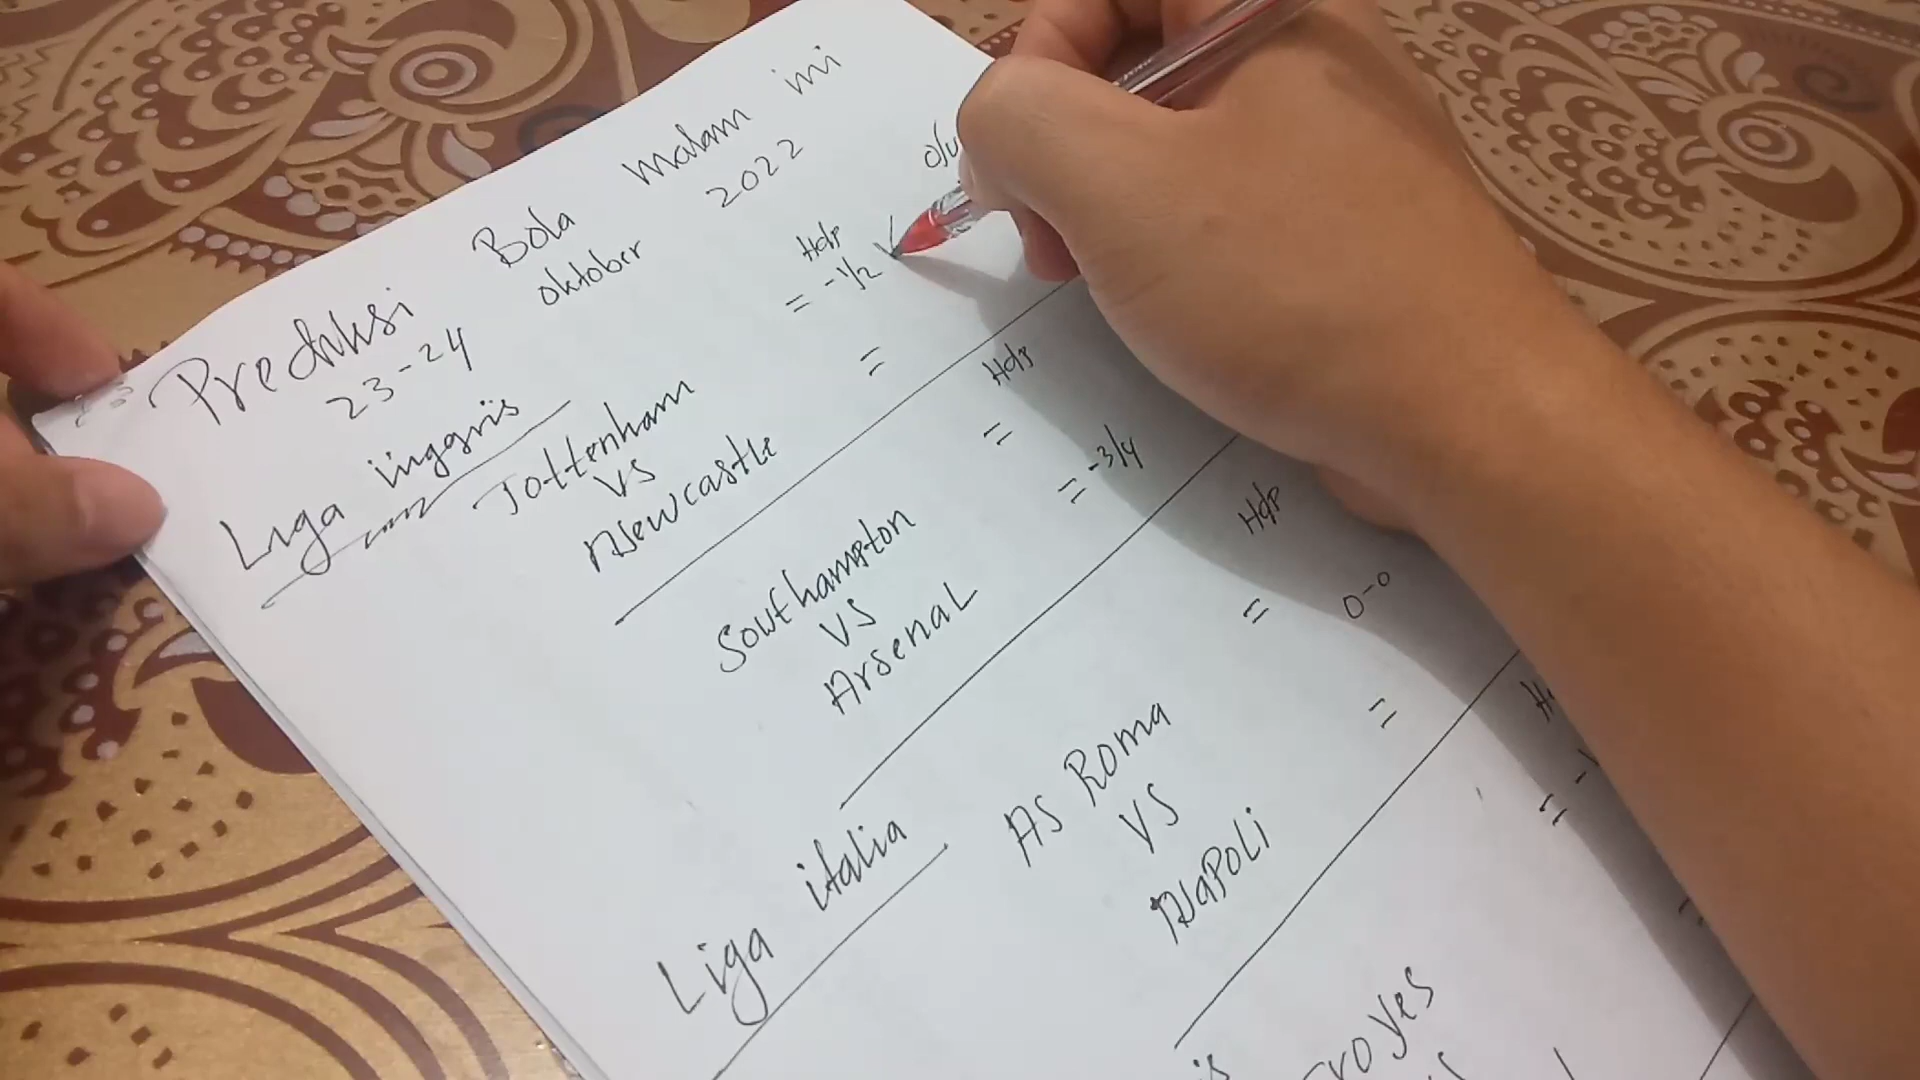 Prediksi Bola malam ini
23-24 oktober 2022
Liga inggris
Hdp o/u
Tottenham = -1/2
VS
Newcastle =
Hdp
Southampton =
VS
Arsenal = -3/4
Liga italia
Hdp
AS Roma =
VS 0-0
Napoli =